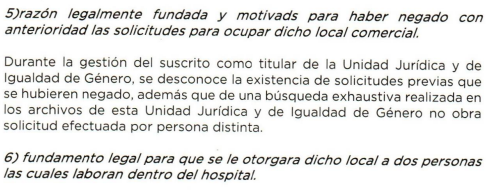 5)razón legalmente fundada y motivads para haber negado con
anterioridad las solicitudes para ocupar dicho local comercial.
Durante la gestión del suscrito como titular de la Unidad Jurídica y de
Igualdad de Género, se desconoce la existencia de solicitudes previas que
se hubieren negado, además que de una búsqueda exhaustiva realizada en
los archivos de esta Unidad Jurídica y de Igualdad de Género no obra
solicitud efectuada por persona distinta.
6) fundamento legal para que se le otorgara dicho local a dos personas
las cuales laboran dentro del hospital.